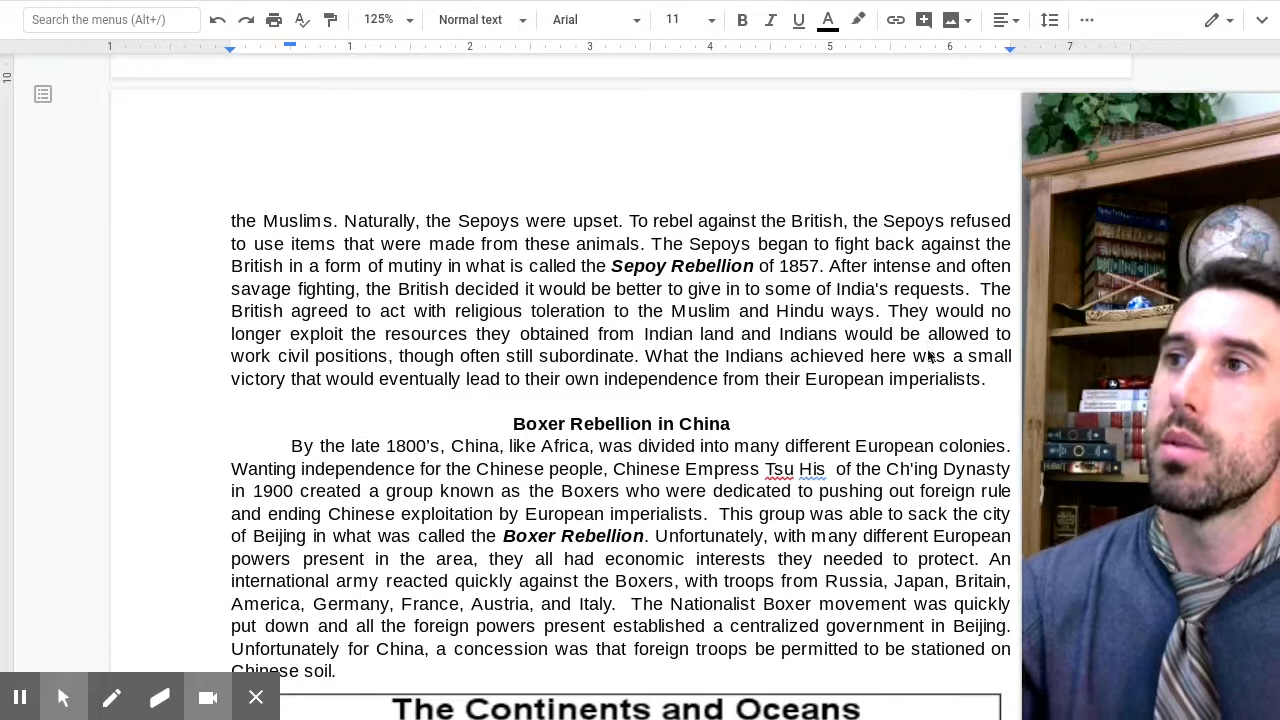 Search the menus (Alt+/)
125%
Normal text
Arial
11
B I U A
1 1 2 3 4 5 6 7
10
the Muslims. Naturally, the Sepoys were upset. To rebel against the British, the Sepoys refused
to use items that were made from these animals. The Sepoys began to fight back against the
British in a form of mutiny in what is called the Sepoy Rebellion of 1857. After intense and often
savage fighting, the British decided it would be better to give in to some of India's requests. The
British agreed to act with religious toleration to the Muslim and Hindu ways. They would no
longer exploit the resources they obtained from Indian land and Indians would be allowed to
work civil positions, though often still subordinate. What the Indians achieved here was a small
victory that would eventually lead to their own independence from their European imperialists.
Boxer Rebellion in China
By the late 1800's, China, like Africa, was divided into many different European colonies.
Wanting independence for the Chinese people, Chinese Empress Tsu His of the Ch'ing Dynasty
in 1900 created a group known as the Boxers who were dedicated to pushing out foreign rule
and ending Chinese exploitation by European imperialists. This group was able to sack the city
of Beijing in what was called the Boxer Rebellion. Unfortunately, with many different European
powers present in the area, they all had economic interests they needed to protect. An
international army reacted quickly against the Boxers, with troops from Russia, Japan, Britain,
America, Germany, France, Austria, and Italy. The Nationalist Boxer movement was quickly
put down and all the foreign powers present established a centralized government in Beijing.
Unfortunately for China, a concession was that foreign troops be permitted to be stationed on
Chinese soil.
The Continents and Oceans